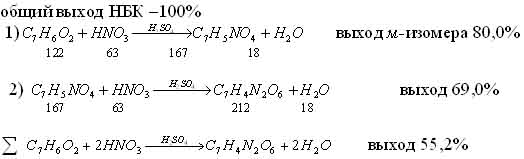 общий выход НБК –100%
1) C₇H₆O₂ + HNO₃ —H₂SO₄→ C₇H₅NO₄ + H₂O выход м-изомера 80,0%
122 63 167 18
2) C₇H₅NO₄ + HNO₃ —H₂SO₄→ C₇H₄N₂O₆ + H₂O выход 69,0%
167 63 212 18
∑ C₇H₆O₂ + 2HNO₃ —H₂SO₄→ C₇H₄N₂O₆ + 2H₂O выход 55,2%